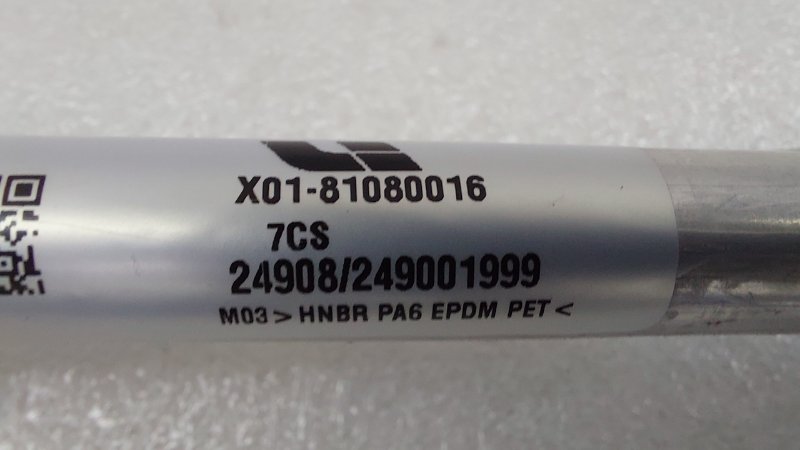 X01-81080016
7CS
24908/249001999
M03 > HNBR PA6 EPDM PET <